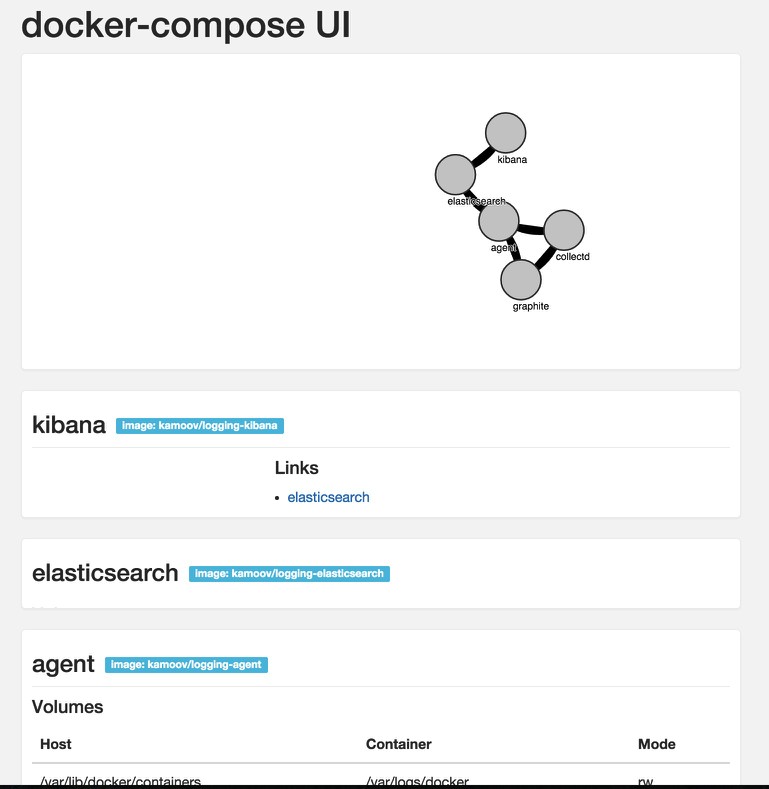 docker-compose UI
kibana
elasticsearch
agent
collectd
graphite
kibana image: kamoov/logging-kibana
Links
• elasticsearch
elasticsearch image: kamoov/logging-elasticsearch
agent image: kamoov/logging-agent
Volumes
Host Container Mode
/var/lib/docker/containers /var/logs/docker rw